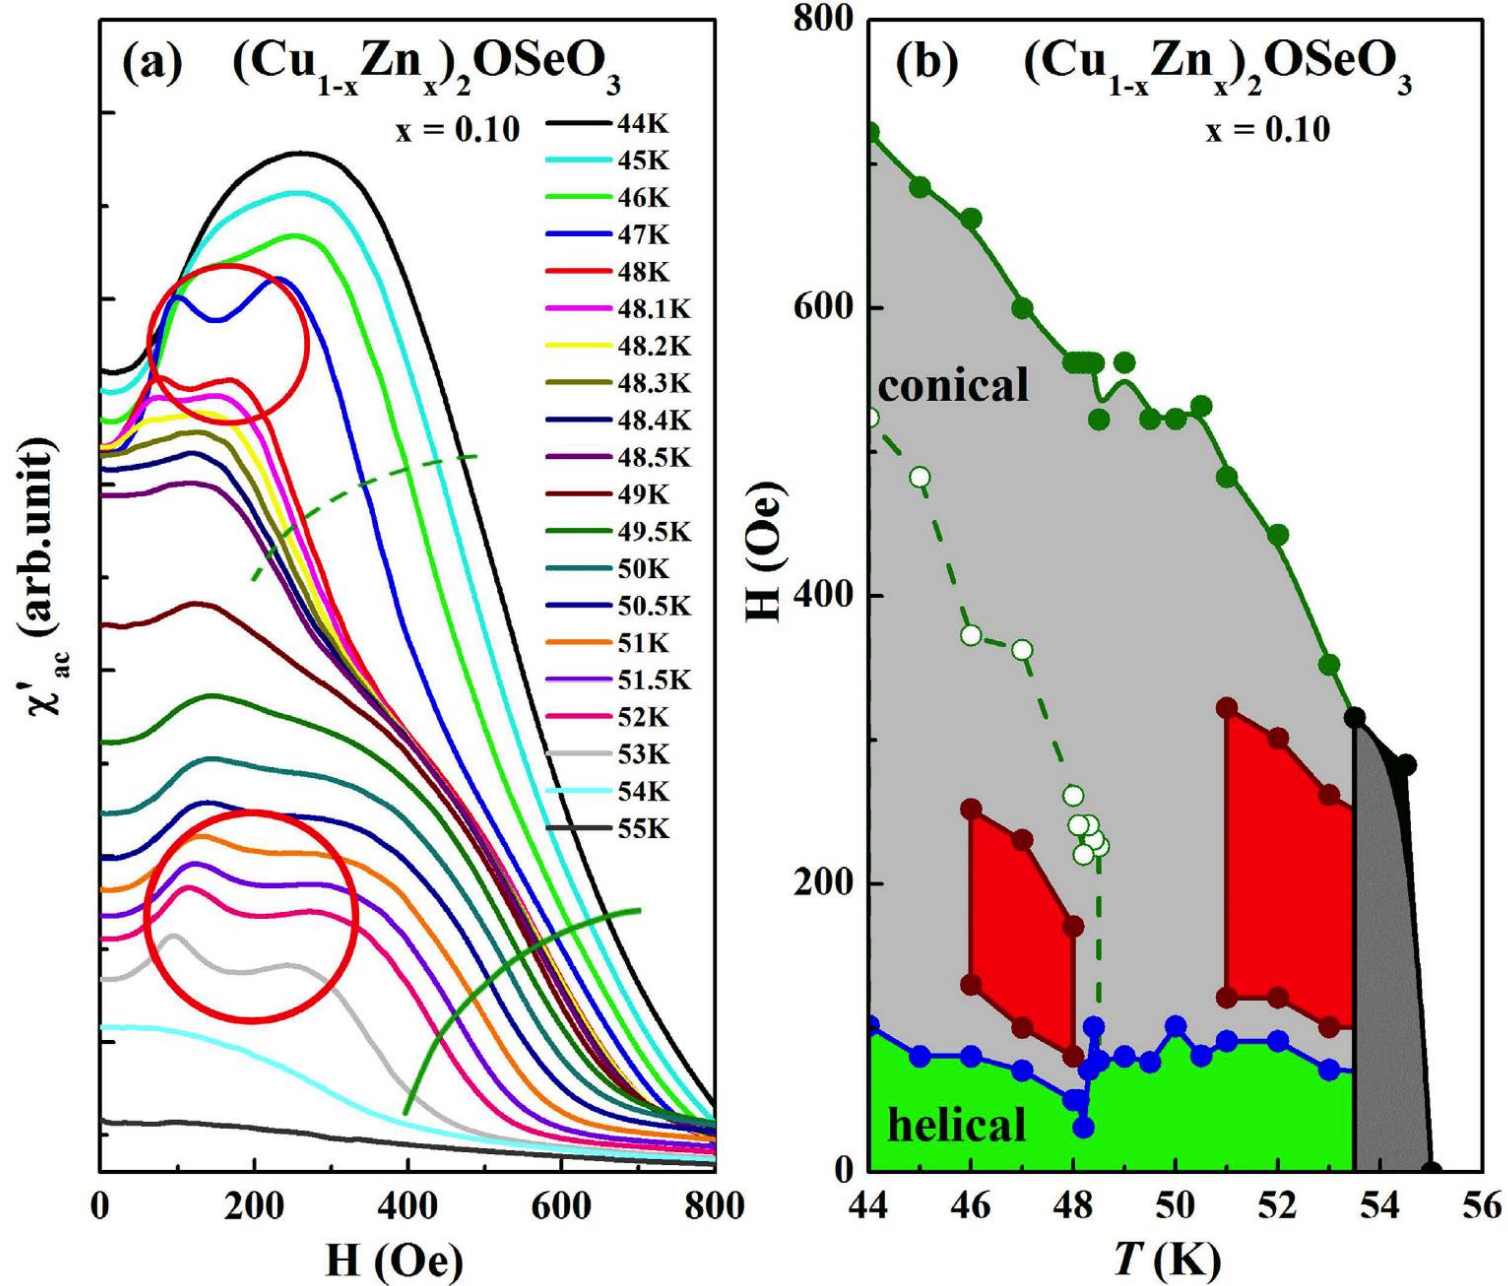 (a) (Cu1-xZnx)2OSeO3
x = 0.10
44K
45K
46K
47K
48K
48.1K
48.2K
48.3K
48.4K
48.5K
49K
49.5K
50K
50.5K
51K
51.5K
52K
53K
54K
55K
χ'ac (arb.unit)
0 200 400 600 800
H (Oe)
(b) (Cu1-xZnx)2OSeO3
x = 0.10
800
600
400
200
0
H (Oe)
conical
helical
44 46 48 50 52 54 56
T (K)